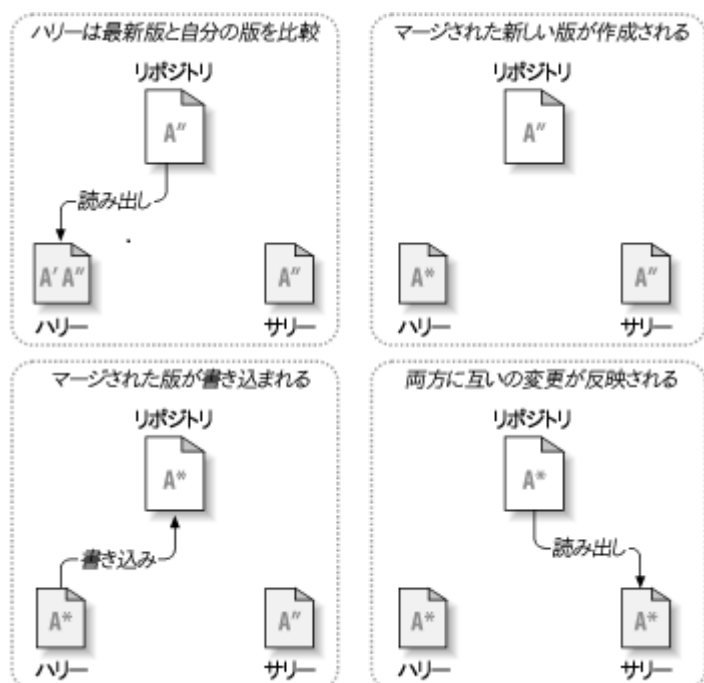 ハリーは最新版と自分の版を比較
リポジトリ
A"
読み出し
A' A"
A"
ハリー
サリー
マージされた新しい版が作成される
リポジトリ
A"
A*
A"
ハリー
サリー
マージされた版が書き込まれる
リポジトリ
A*
書き込み
A*
A"
ハリー
サリー
両方に互いの変更が反映される
リポジトリ
A*
読み出し
A*
A*
ハリー
サリー